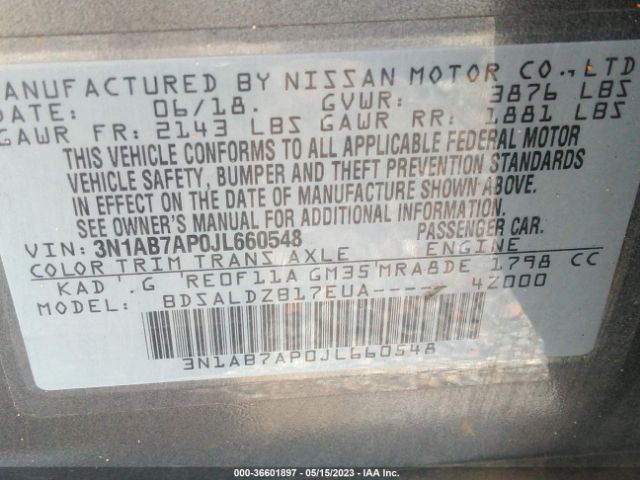 MANUFACTURED BY NISSAN MOTOR CO., LTD
DATE: 06/18. GVWR: 3876 LBS
GAWR FR: 2143 LBS GAWR RR: 1881 LBS
THIS VEHICLE CONFORMS TO ALL APPLICABLE FEDERAL MOTOR
VEHICLE SAFETY, BUMPER AND THEFT PREVENTION STANDARDS
IN EFFECT ON THE DATE OF MANUFACTURE SHOWN ABOVE.
SEE OWNER'S MANUAL FOR ADDITIONAL INFORMATION.
VIN: 3N1AB7AP0JL660548 PASSENGER CAR.
COLOR TRIM TRANS AXLE ENGINE
KAD G RE0F11A GM35 MRA8DE 1798 CC
MODEL: BDSALDZB17EUA----- 4Z000
3N1AB7AP0JL660548
000-36601897 - 05/15/2023 - IAA Inc.